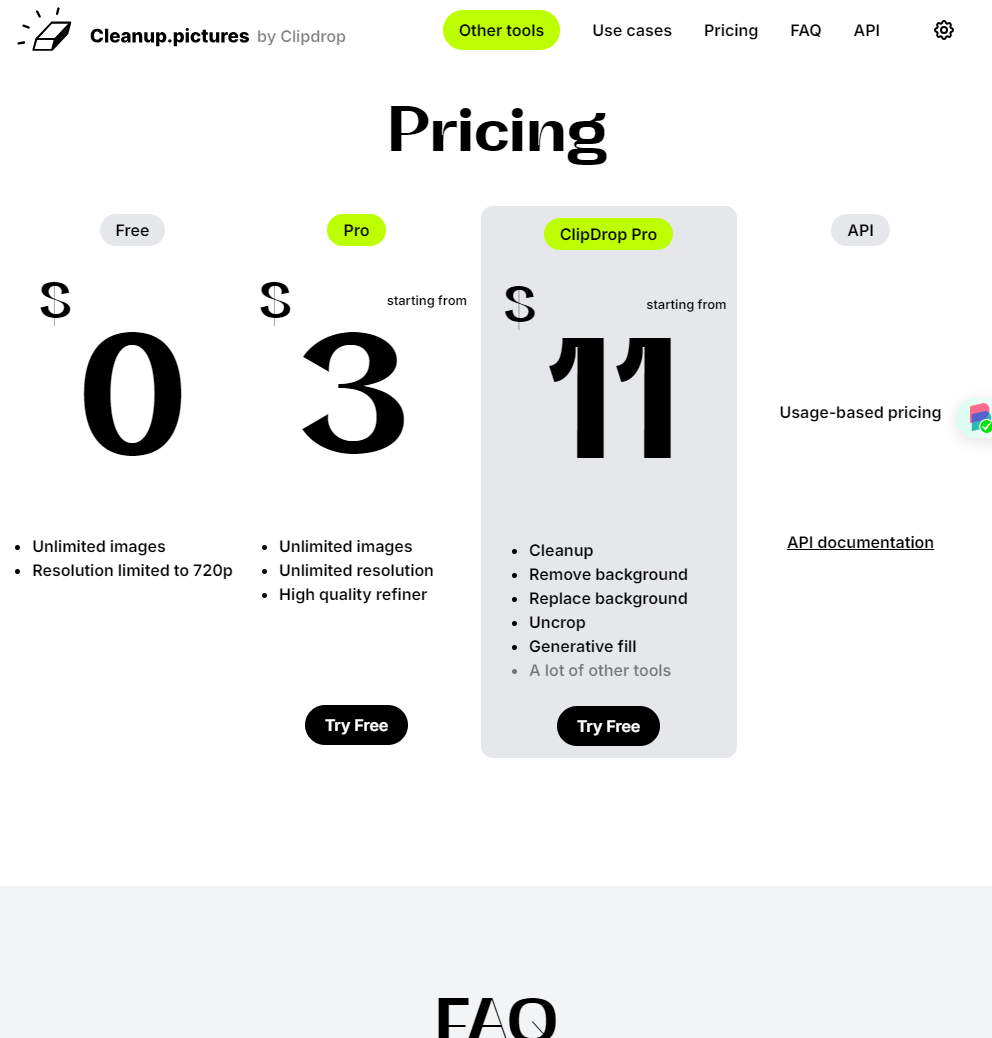 Cleanup.pictures by Clipdrop
Other tools
Use cases
Pricing
FAQ
API
Pricing
Free
$
0
Unlimited images
Resolution limited to 720p
Pro
$
starting from
3
Unlimited images
Unlimited resolution
High quality refiner
Try Free
ClipDrop Pro
$
starting from
11
Cleanup
Remove background
Replace background
Uncrop
Generative fill
A lot of other tools
Try Free
API
Usage-based pricing
API documentation
FAQ